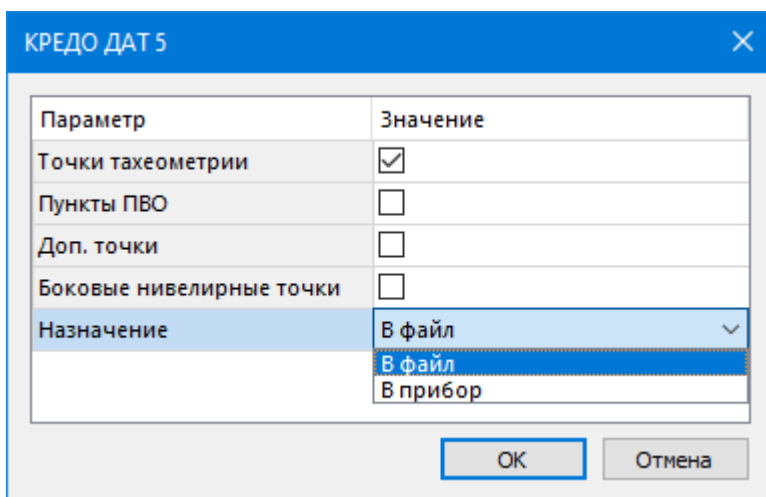 КРЕДО ДАТ 5
Параметр Значение
Точки тахеометрии
Пункты ПВО
Доп. точки
Боковые нивелирные точки
Назначение В файл
В файл
В прибор
OK Отмена